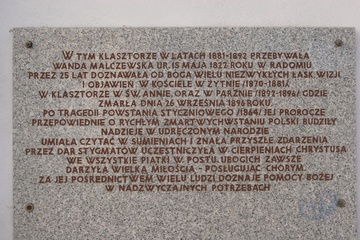 W TYM KLASZTORZE W LATACH 1881-1892 PRZEBYWAŁA
WANDA MALCZEWSKA UR. 15 MAJA 1822 ROKU W RADOMIU
PRZEZ 25 LAT DOZNAWAŁA OD BOGA WIELU NIEZWYKŁYCH ŁASK, WIZJI
I OBJAWIEŃ W KOŚCIELE W ŻYTNIE /1870-1881/,
W KLASZTORZE W ŚW. ANNIE, ORAZ W PARZNIE /1892-1896/ GDZIE
ZMARŁA DNIA 26 WRZEŚNIA 1896 ROKU.
PO TRAGEDII POWSTANIA STYCZNIOWEGO /1864/ JEJ PROROCZE
PRZEPOWIEDNIE O RYCHŁYM ZMARTWYCHWSTANIU POLSKI BUDZIŁY
NADZIEJĘ W UDRĘCZONYM NARODZIE
UMIAŁA CZYTAĆ W SUMIENIACH I ZNAŁA PRZYSZŁE ZDARZENIA
PRZEZ DAR STYGMATÓW UCZESTNICZYŁA W CIERPIENIACH CHRYSTUSA
WE WSZYSTKIE PIĄTKI W. POSTU. UBOGICH ZAWSZE
DARZYŁA WIELKĄ MIŁOŚCIĄ - POSŁUGUJĄC CHORYM.
ZA JEJ POŚREDNICTWEM WIELU LUDZI DOZNAJE POMOCY BOŻEJ
W NADZWYCZAJNYCH POTRZEBACH